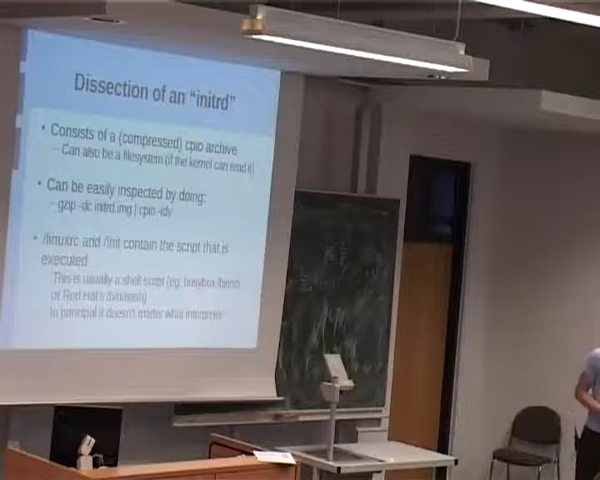 Dissection of an “initrd”
• Consists of a (compressed) cpio archive
– Can also be a filesystem (if the kernel can read it)
• Can be easily inspected by doing:
– gzip -dc initrd.img | cpio -idv
• /linuxrc and /init contain the script that is
executed
This is usually a shell script (eg. busybox
or Red Hat's
In principal it doesn't matter what interpreter